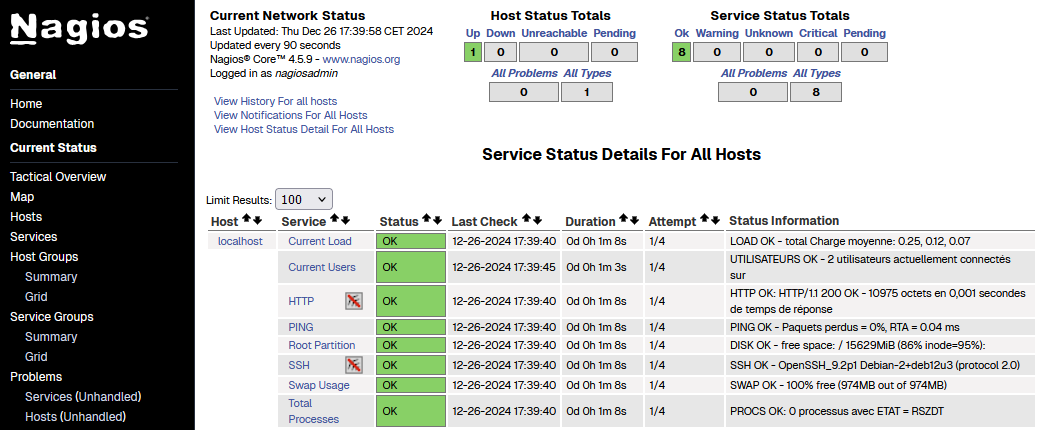 Nagios®
General
Home
Documentation
Current Status
Tactical Overview
Map
Hosts
Services
Host Groups
Summary
Grid
Service Groups
Summary
Grid
Problems
Services (Unhandled)
Hosts (Unhandled)
Current Network Status
Last Updated: Thu Dec 26 17:39:58 CET 2024
Updated every 90 seconds
Nagios® Core™ 4.5.9 - www.nagios.org
Logged in as nagiosadmin
View History For all hosts
View Notifications For All Hosts
View Host Status Detail For All Hosts
Host Status Totals
Up Down Unreachable Pending
1 0 0 0
All Problems All Types
0 1
Service Status Totals
Ok Warning Unknown Critical Pending
8 0 0 0 0
All Problems All Types
0 8
Service Status Details For All Hosts
Limit Results: 100
Host Service Status Last Check Duration Attempt Status Information
localhost Current Load OK 12-26-2024 17:39:40 0d 0h 1m 8s 1/4 LOAD OK - total Charge moyenne: 0.25, 0.12, 0.07
Current Users OK 12-26-2024 17:39:45 0d 0h 1m 3s 1/4 UTILISATEURS OK - 2 utilisateurs actuellement connectés
sur
HTTP OK 12-26-2024 17:39:40 0d 0h 1m 8s 1/4 HTTP OK: HTTP/1.1 200 OK - 10975 octets en 0,001 secondes
de temps de réponse
PING OK 12-26-2024 17:39:40 0d 0h 1m 8s 1/4 PING OK - Paquets perdus = 0%, RTA = 0.04 ms
Root Partition OK 12-26-2024 17:39:40 0d 0h 1m 8s 1/4 DISK OK - free space: / 15629MiB (86% inode=95%):
SSH OK 12-26-2024 17:39:40 0d 0h 1m 8s 1/4 SSH OK - OpenSSH_9.2p1 Debian-2+deb12u3 (protocol 2.0)
Swap Usage OK 12-26-2024 17:39:40 0d 0h 1m 8s 1/4 SWAP OK - 100% free (974MB out of 974MB)
Total
Processes OK 12-26-2024 17:39:40 0d 0h 1m 8s 1/4 PROCS OK: 0 processus avec ETAT = RSZDT